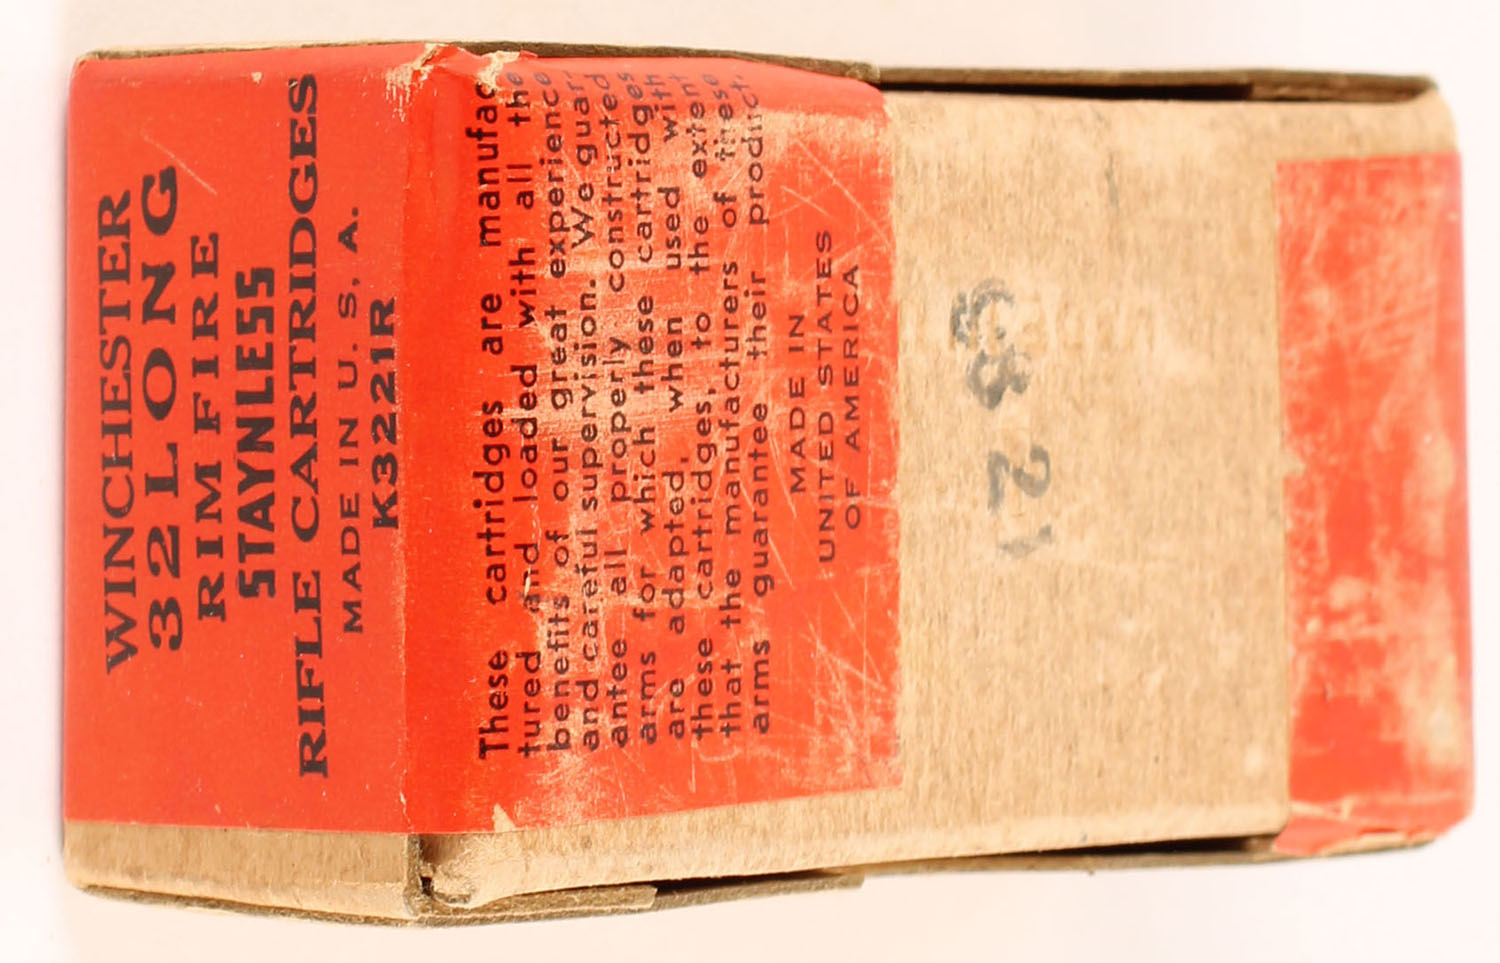 WINCHESTER
32 LONG
RIM FIRE
STAYNLESS
RIFLE CARTRIDGES
MADE IN U. S. A.
K3221R
These cartridges are manufac
tured and loaded with all the
benefits of our great experience
and careful supervision. We guar-
antee all properly constructed
arms for which these cartridges
are adapted, when used with
these cartridges, to the extent
that the manufacturers of these
arms guarantee their product.
MADE IN
UNITED STATES
OF AMERICA